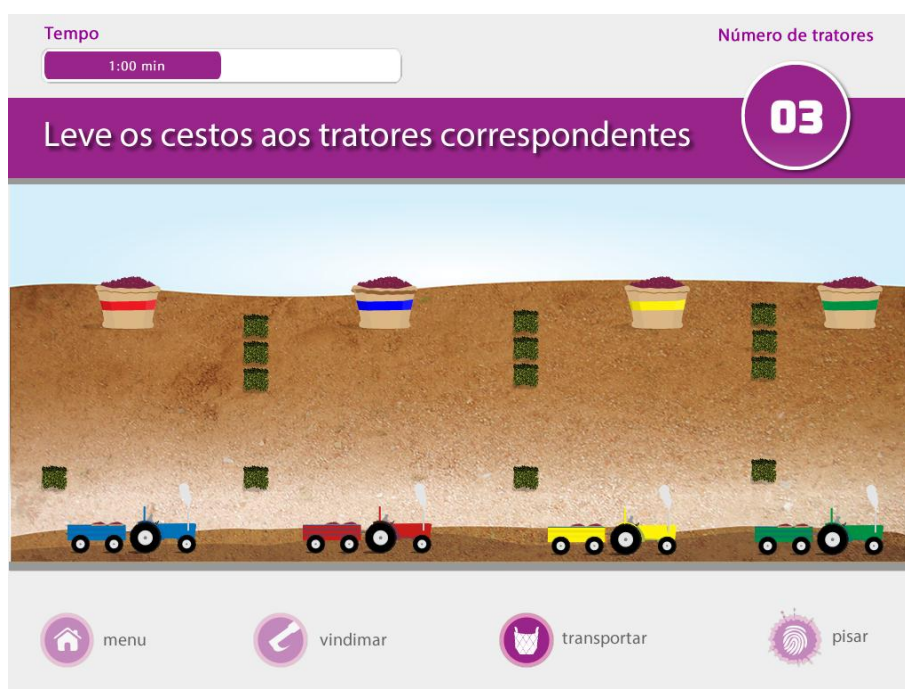 Tempo
Número de tratores
1:00 min
03
Leve os cestos aos tratores correspondentes
menu
vindimar
transportar
pisar